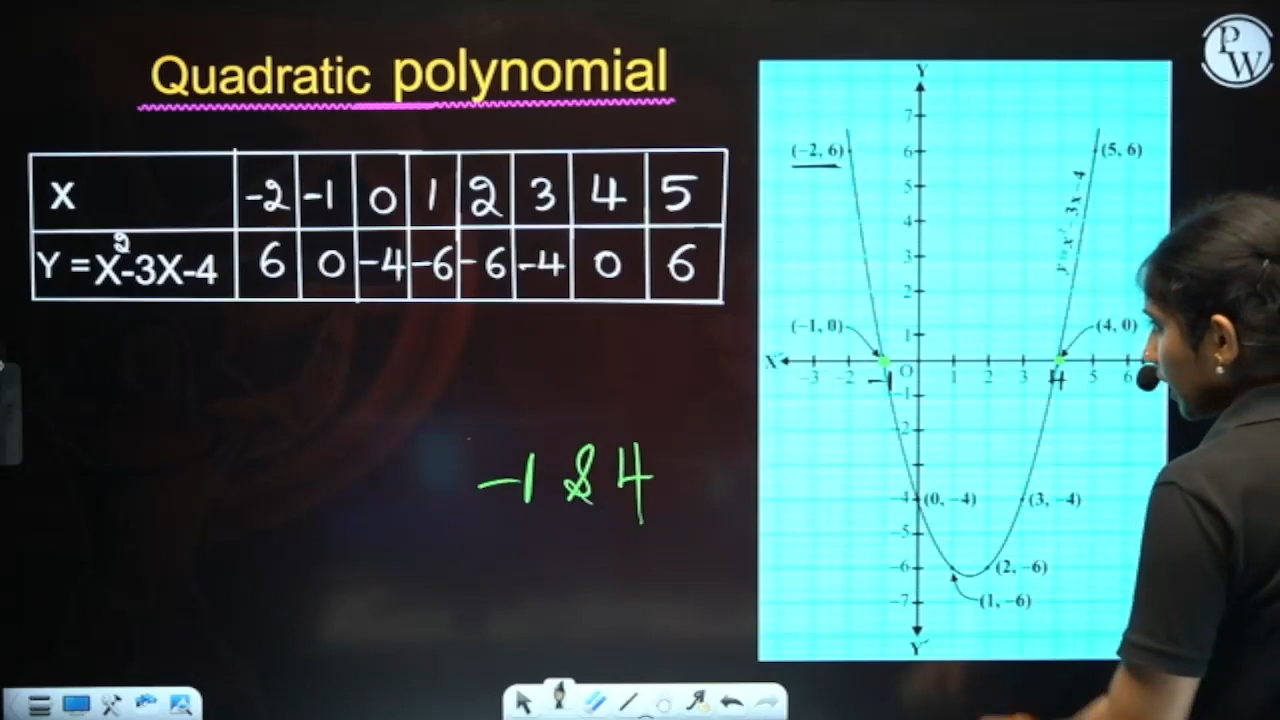 Quadratic polynomial
X -2 -1 0 1 2 3 4 5
Y = X²-3X-4 6 0 -4 -6 -6 -4 0 6
-1 & 4
PW
Y
7
(-2, 6) 6 (5, 6)
5
4
3
2
y = x² - 3x - 4
(-1, 0) 1 (4, 0)
X' -3 -2 -1 O 1 2 3 4 5 6
-1
-2
-4 (0, -4) (3, -4)
-5
-6 (2, -6)
-7 (1, -6)
Y'